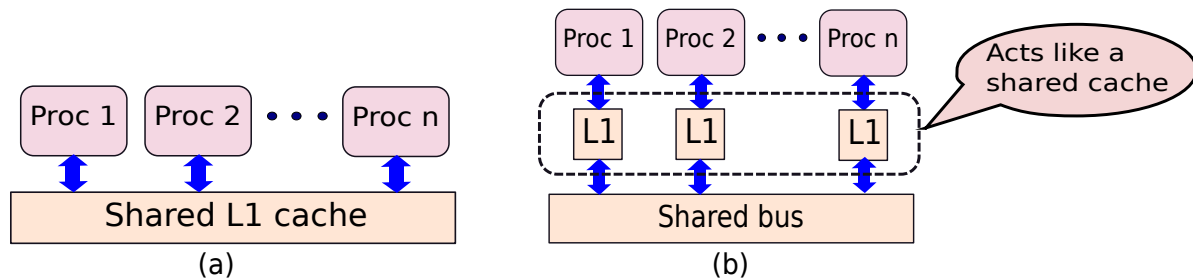 Proc 1
Proc 2
Proc n
Shared L1 cache
(a)
Proc 1
Proc 2
Proc n
Acts like a
shared cache
L1
L1
L1
Shared bus
(b)